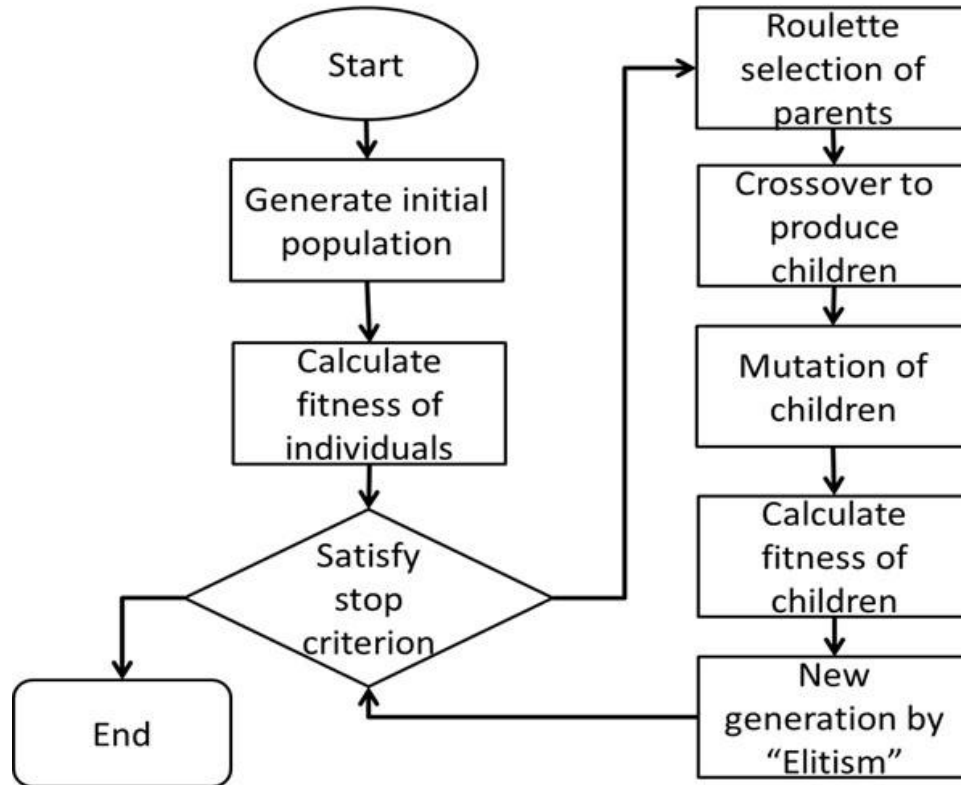 Start
Generate initial
population
Calculate
fitness of
individuals
Satisfy
stop
criterion
End
Roulette
selection of
parents
Crossover to
produce
children
Mutation of
children
Calculate
fitness of
children
New
generation by
“Elitism”